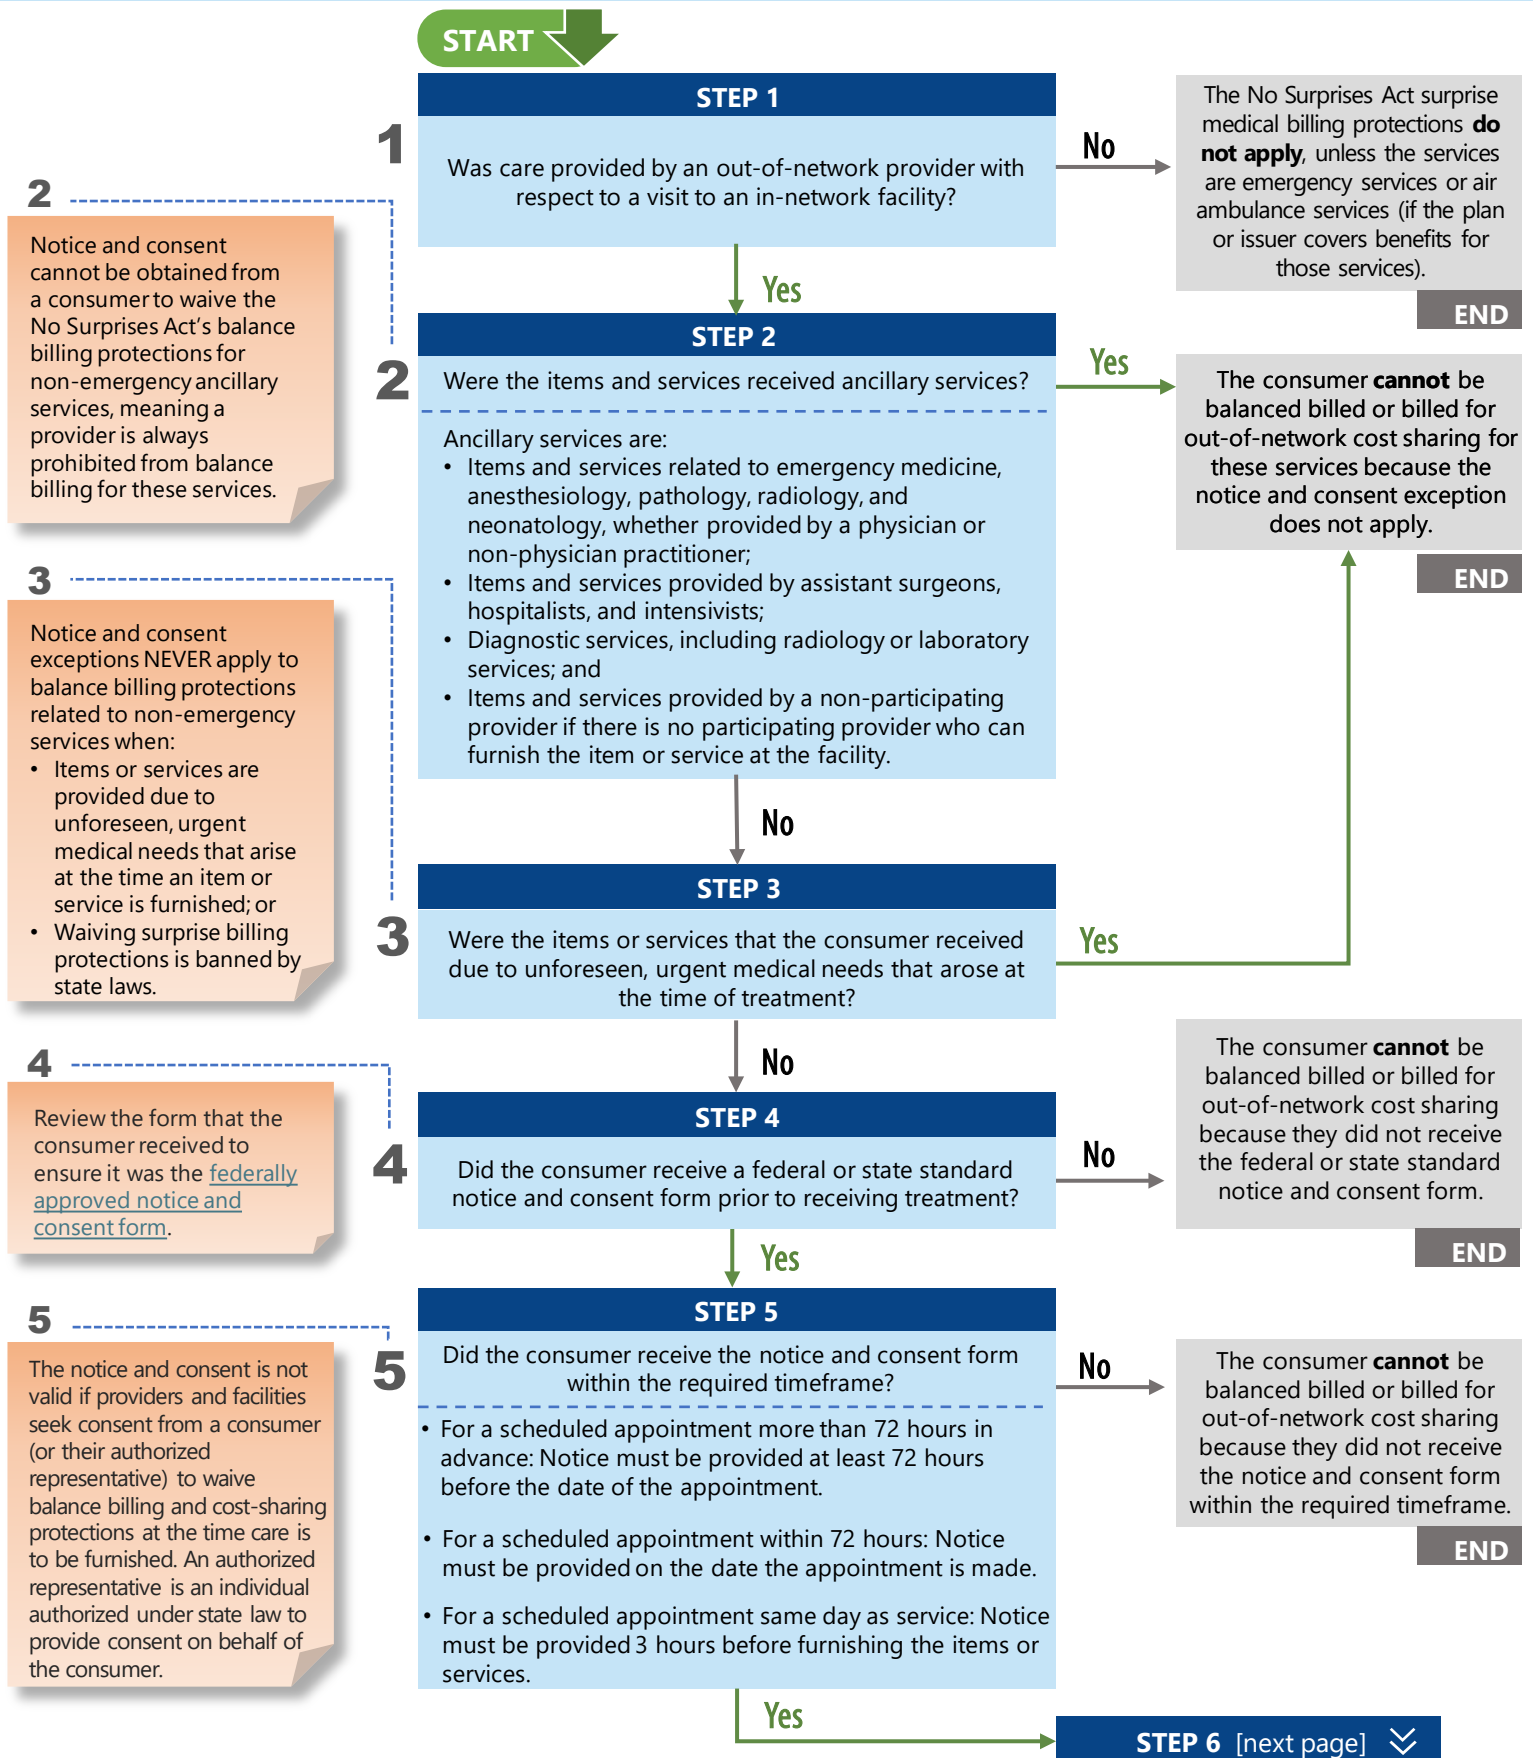 START
STEP 1
1
Was care provided by an out-of-network provider with
respect to a visit to an in-network facility?
No
The No Surprises Act surprise
medical billing protections do
not apply, unless the services
are emergency services or air
ambulance services (if the plan
or issuer covers benefits for
those services).
END
Yes
2
Notice and consent
cannot be obtained from
a consumer to waive the
No Surprises Act's balance
billing protections for
non-emergency ancillary
services, meaning a
provider is always
prohibited from balance
billing for these services.
STEP 2
2
Were the items and services received ancillary services?
Ancillary services are:
• Items and services related to emergency medicine,
anesthesiology, pathology, radiology, and
neonatology, whether provided by a physician or
non-physician practitioner;
• Items and services provided by assistant surgeons,
hospitalists, and intensivists;
• Diagnostic services, including radiology or laboratory
services; and
• Items and services provided by a non-participating
provider if there is no participating provider who can
furnish the item or service at the facility.
Yes
The consumer cannot be
balanced billed or billed for
out-of-network cost sharing for
these services because the
notice and consent exception
does not apply.
END
No
3
Notice and consent
exceptions NEVER apply to
balance billing protections
related to non-emergency
services when:
• Items or services are
provided due to
unforeseen, urgent
medical needs that arise
at the time an item or
service is furnished; or
• Waiving surprise billing
protections is banned by
state laws.
STEP 3
3
Were the items or services that the consumer received
due to unforeseen, urgent medical needs that arose at
the time of treatment?
Yes
No
4
Review the form that the
consumer received to
ensure it was the federally
approved notice and
consent form.
STEP 4
4
Did the consumer receive a federal or state standard
notice and consent form prior to receiving treatment?
No
The consumer cannot be
balanced billed or billed for
out-of-network cost sharing
because they did not receive
the federal or state standard
notice and consent form.
END
Yes
5
The notice and consent is not
valid if providers and facilities
seek consent from a consumer
(or their authorized
representative) to waive
balance billing and cost-sharing
protections at the time care is
to be furnished. An authorized
representative is an individual
authorized under state law to
provide consent on behalf of
the consumer.
STEP 5
5
Did the consumer receive the notice and consent form
within the required timeframe?
• For a scheduled appointment more than 72 hours in
advance: Notice must be provided at least 72 hours
before the date of the appointment.
• For a scheduled appointment within 72 hours: Notice
must be provided on the date the appointment is made.
• For a scheduled appointment same day as service: Notice
must be provided 3 hours before furnishing the items or
services.
No
The consumer cannot be
balanced billed or billed for
out-of-network cost sharing
because they did not receive
the notice and consent form
within the required timeframe.
END
Yes
STEP 6 [next page]